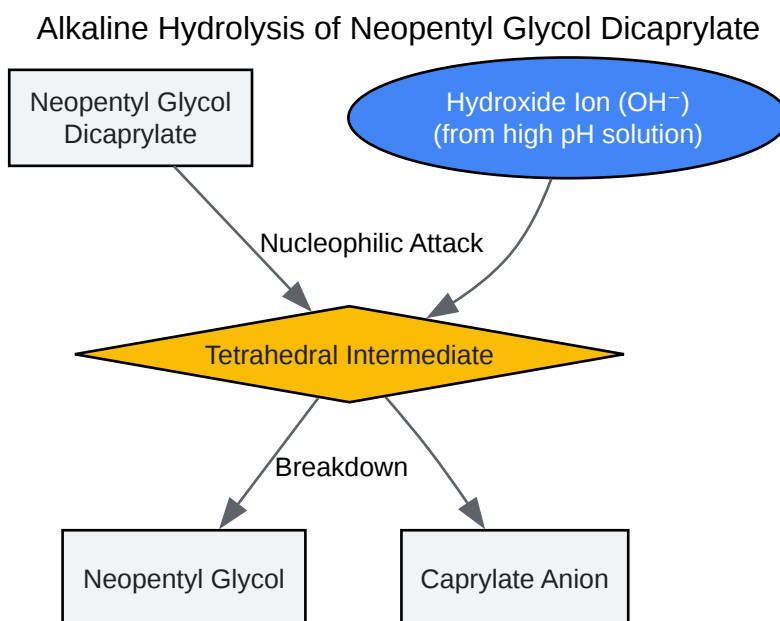 Alkaline Hydrolysis of Neopentyl Glycol Dicaprylate
Neopentyl Glycol
Dicaprylate
Hydroxide Ion (OH⁻)
(from high pH solution)
Nucleophilic Attack
Tetrahedral Intermediate
Breakdown
Neopentyl Glycol
Caprylate Anion